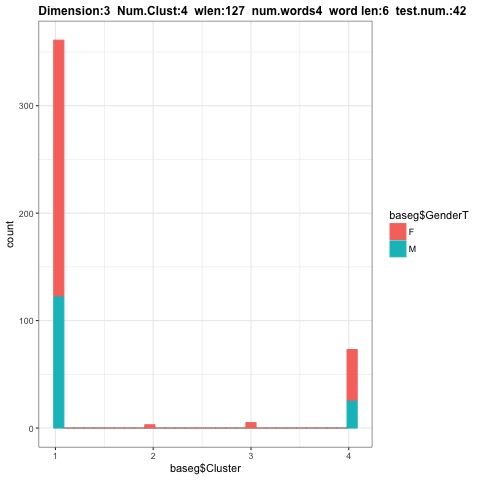 Dimension:3 Num.Clust:4 wlen:127 num.words4 word len:6 test.num.:42
300
200
100
0
count
1 2 3 4
baseg$Cluster
baseg$GenderT
F
M